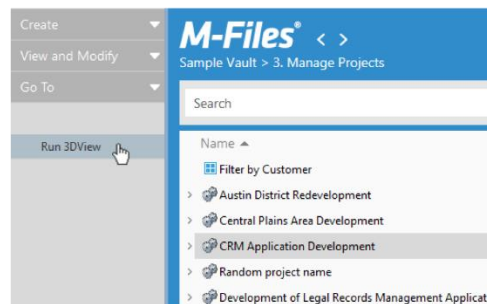 Create
View and Modify
Go To
Run 3DView
M-Files®
Sample Vault > 3. Manage Projects
Search
Name
Filter by Customer
Austin District Redevelopment
Central Plains Area Development
CRM Application Development
Random project name
Development of Legal Records Management Applicat